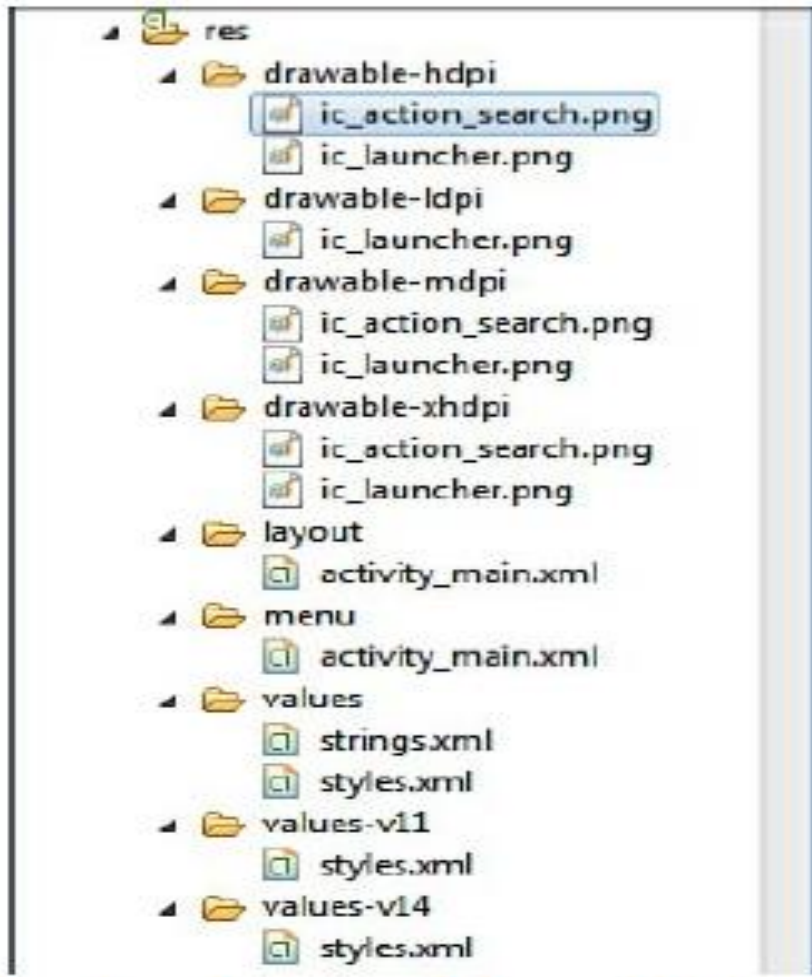 res
drawable-hdpi
ic_action_search.png
ic_launcher.png
drawable-ldpi
ic_launcher.png
drawable-mdpi
ic_action_search.png
ic_launcher.png
drawable-xhdpi
ic_action_search.png
ic_launcher.png
layout
activity_main.xml
menu
activity_main.xml
values
strings.xml
styles.xml
values-v11
styles.xml
values-v14
styles.xml